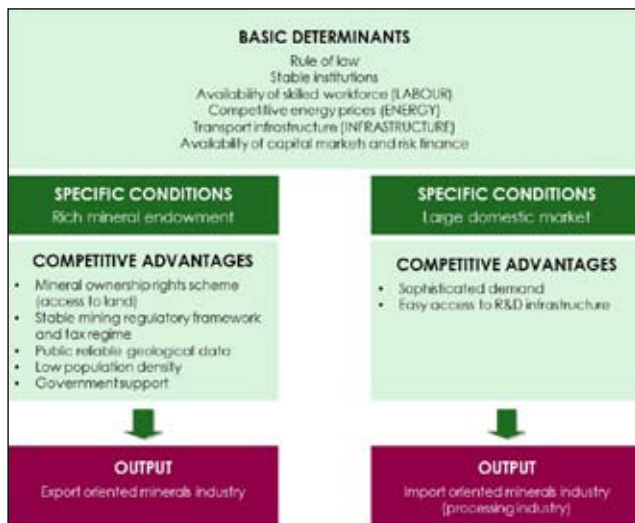 BASIC DETERMINANTS
Rule of law
Stable institutions
Availability of skilled workforce (LABOUR)
Competitive energy prices (ENERGY)
Transport infrastructure (INFRASTRUCTURE)
Availability of capital markets and risk finance
SPECIFIC CONDITIONS
Rich mineral endowment
COMPETITIVE ADVANTAGES
• Mineral ownership rights scheme
(access to land)
• Stable mining regulatory framework
and tax regime
• Public reliable geological data
• Low population density
• Government support
OUTPUT
Export oriented minerals industry
SPECIFIC CONDITIONS
Large domestic market
COMPETITIVE ADVANTAGES
• Sophisticated demand
• Easy access to R&D infrastructure
OUTPUT
Import oriented minerals industry
(processing industry)